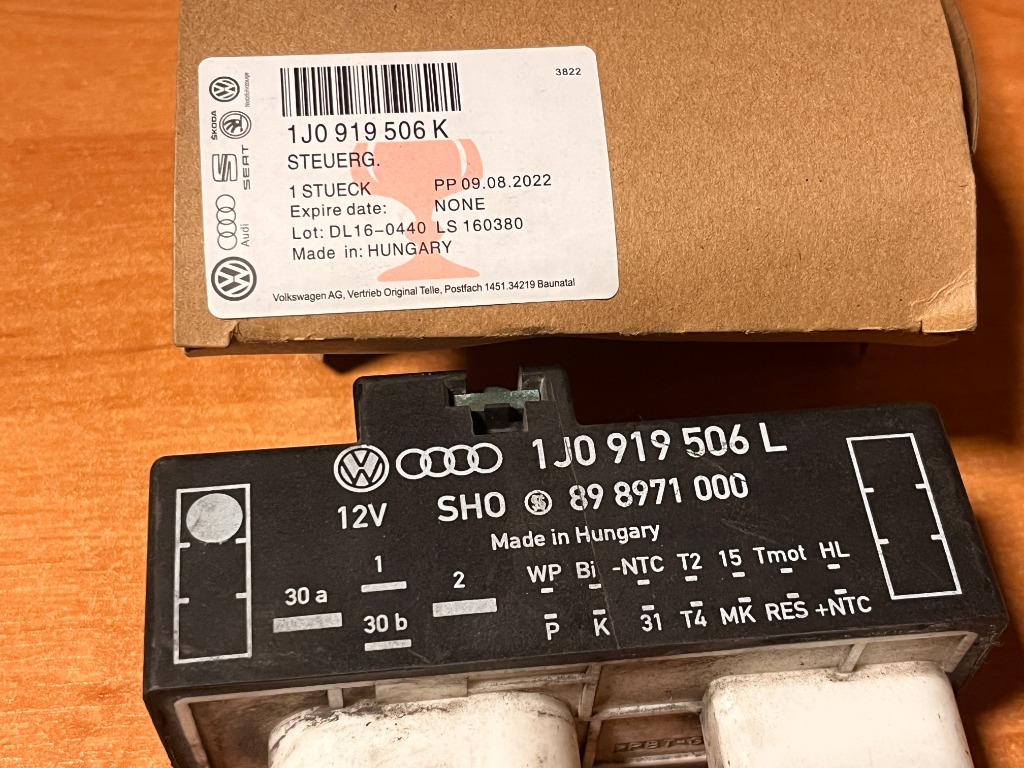 3822
Nutzfahrzeuge
ŠKODA
SEAT
Audi
1J0 919 506 K
STEUERG.
1 STUECK PP 09.08.2022
Expire date: NONE
Lot: DL16-0440 LS 160380
Made in: HUNGARY
Volkswagen AG, Vertrieb Original Telle, Postfach 1451.34219 Baunatal
1J0 919 506 L
12V SHO 89 8971 000
Made in Hungary
1 2 WP Bi -NTC T2 15 Tmot HL
30 a 30 b P K 31 T4 MK RES +NTC